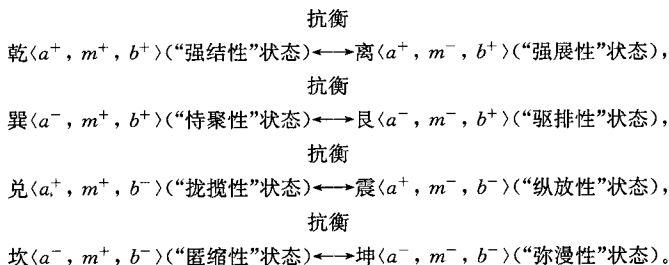 抗衡
乾⟨a⁺, m⁺, b⁺⟩(“强结性”状态)⟷离⟨a⁺, m⁻, b⁺⟩(“强展性”状态),
抗衡
巽⟨a⁻, m⁺, b⁺⟩(“恃聚性”状态)⟷艮⟨a⁻, m⁻, b⁺⟩(“驱排性”状态),
抗衡
兑⟨a⁺, m⁺, b⁻⟩(“拢揽性”状态)⟷震⟨a⁺, m⁻, b⁻⟩(“纵放性”状态),
抗衡
坎⟨a⁻, m⁺, b⁻⟩(“匿缩性”状态)⟷坤⟨a⁻, m⁻, b⁻⟩(“弥漫性”状态)。